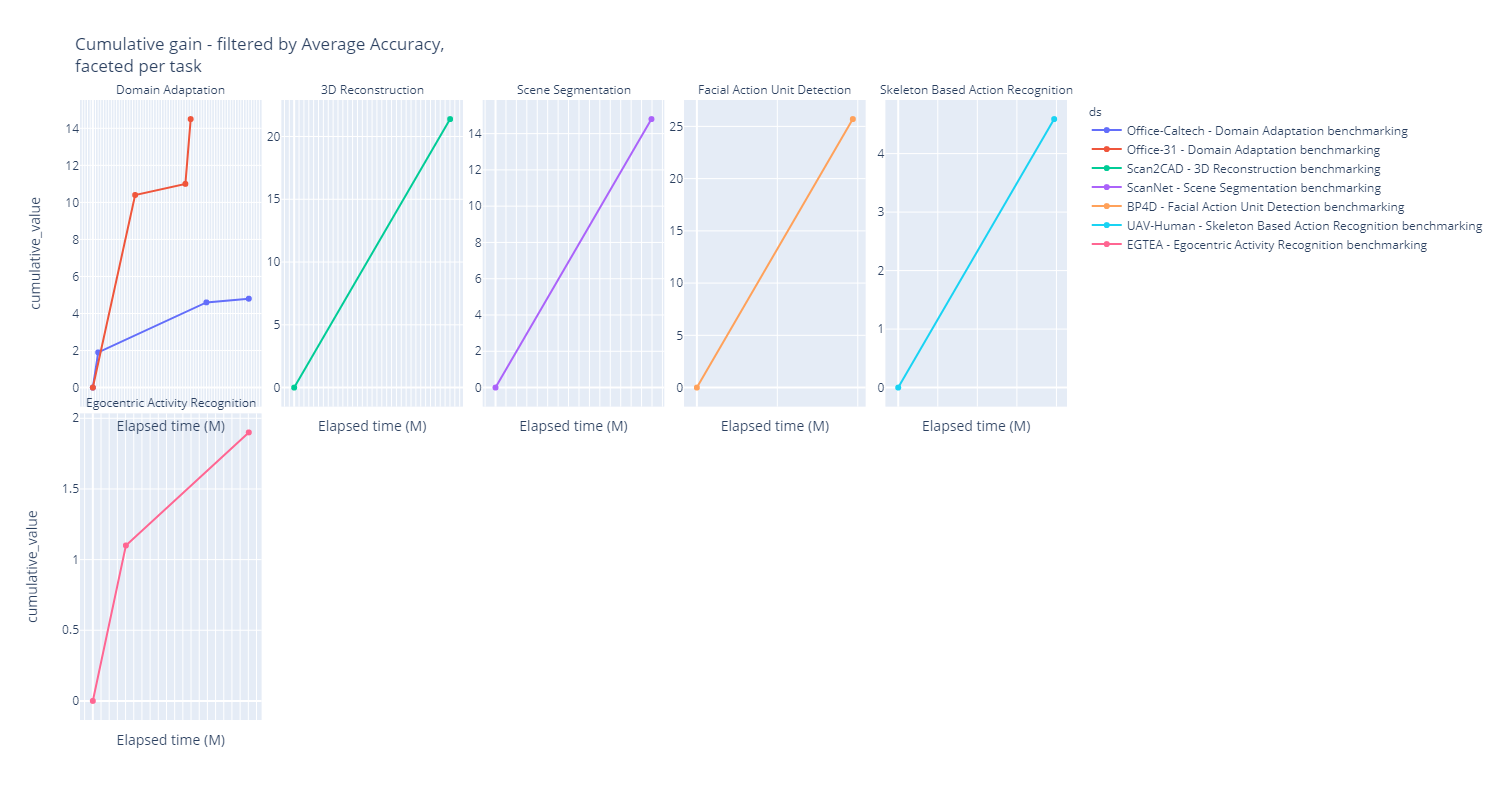 Cumulative gain - filtered by Average Accuracy,
faceted per task
Domain Adaptation
3D Reconstruction
Scene Segmentation
Facial Action Unit Detection
Skeleton Based Action Recognition
cumulative_value
14
12
10
8
6
4
2
0
20
15
10
5
0
14
12
10
8
6
4
2
0
25
20
15
10
5
0
4
3
2
1
0
ds
Office-Caltech - Domain Adaptation benchmarking
Office-31 - Domain Adaptation benchmarking
Scan2CAD - 3D Reconstruction benchmarking
ScanNet - Scene Segmentation benchmarking
BP4D - Facial Action Unit Detection benchmarking
UAV-Human - Skeleton Based Action Recognition benchmarking
EGTEA - Egocentric Activity Recognition benchmarking
Egocentric Activity Recognition
Elapsed time (M)
Elapsed time (M)
Elapsed time (M)
Elapsed time (M)
Elapsed time (M)
cumulative_value
2
1.5
1
0.5
0
Elapsed time (M)